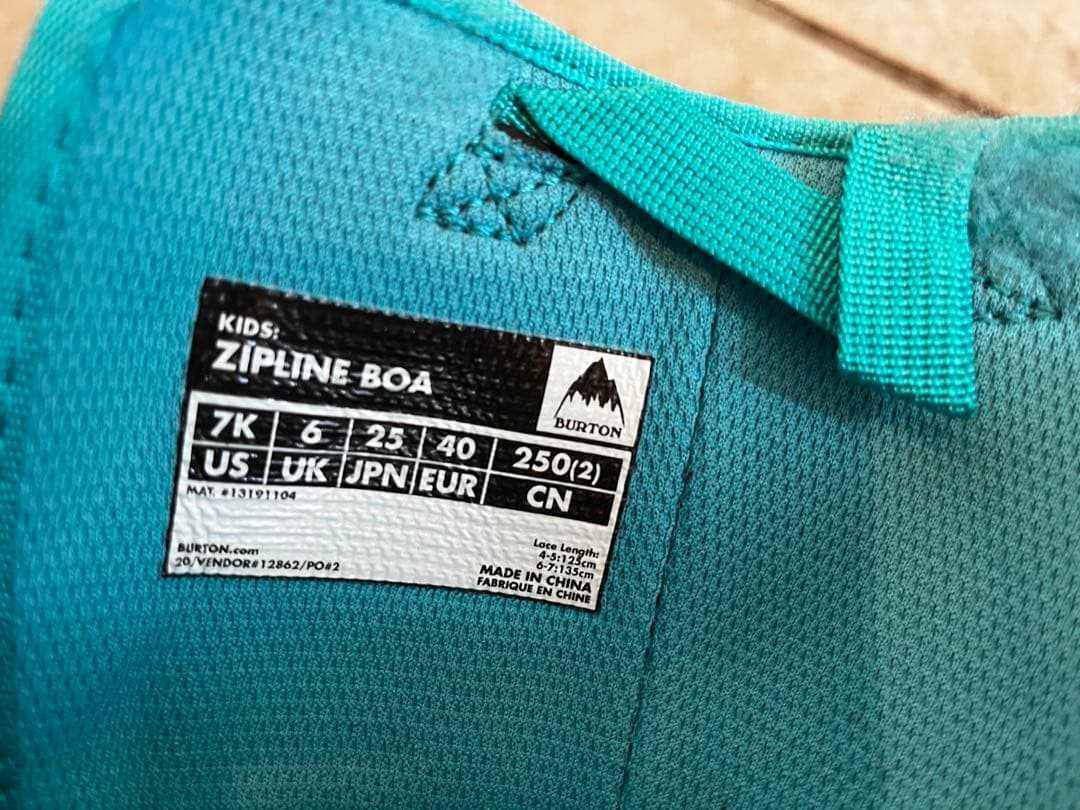 KIDS:
ZIPLINE BOA
BURTON
7K 6 25 40 250(2)
US UK JPN EUR CN
MAT. #13191104
BURTON.com
20/VENDOR#12862/PO#2
Lace Length:
4-5:125cm
6-7:135cm
MADE IN CHINA
FABRIQUE EN CHINE